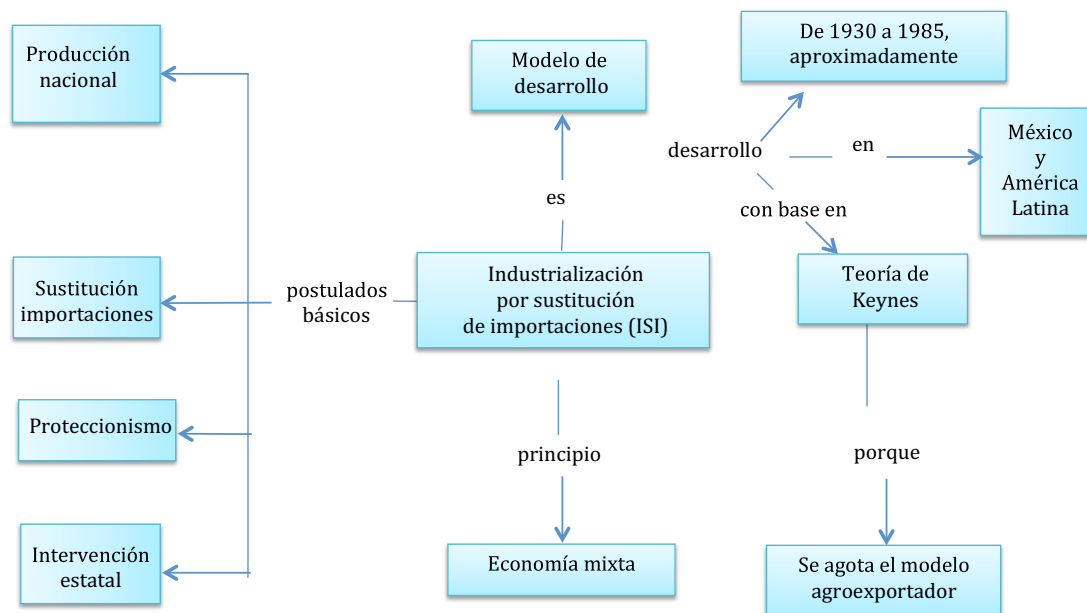 Producción
nacional
Sustitución
importaciones
Proteccionismo
Intervención
estatal
postulados
básicos
Modelo de
desarrollo
es
Industrialización
por sustitución
de importaciones (ISI)
principio
Economía mixta
De 1930 a 1985,
aproximadamente
desarrollo
en
México
y
América
Latina
con base en
Teoría de
Keynes
porque
Se agota el modelo
agroexportador